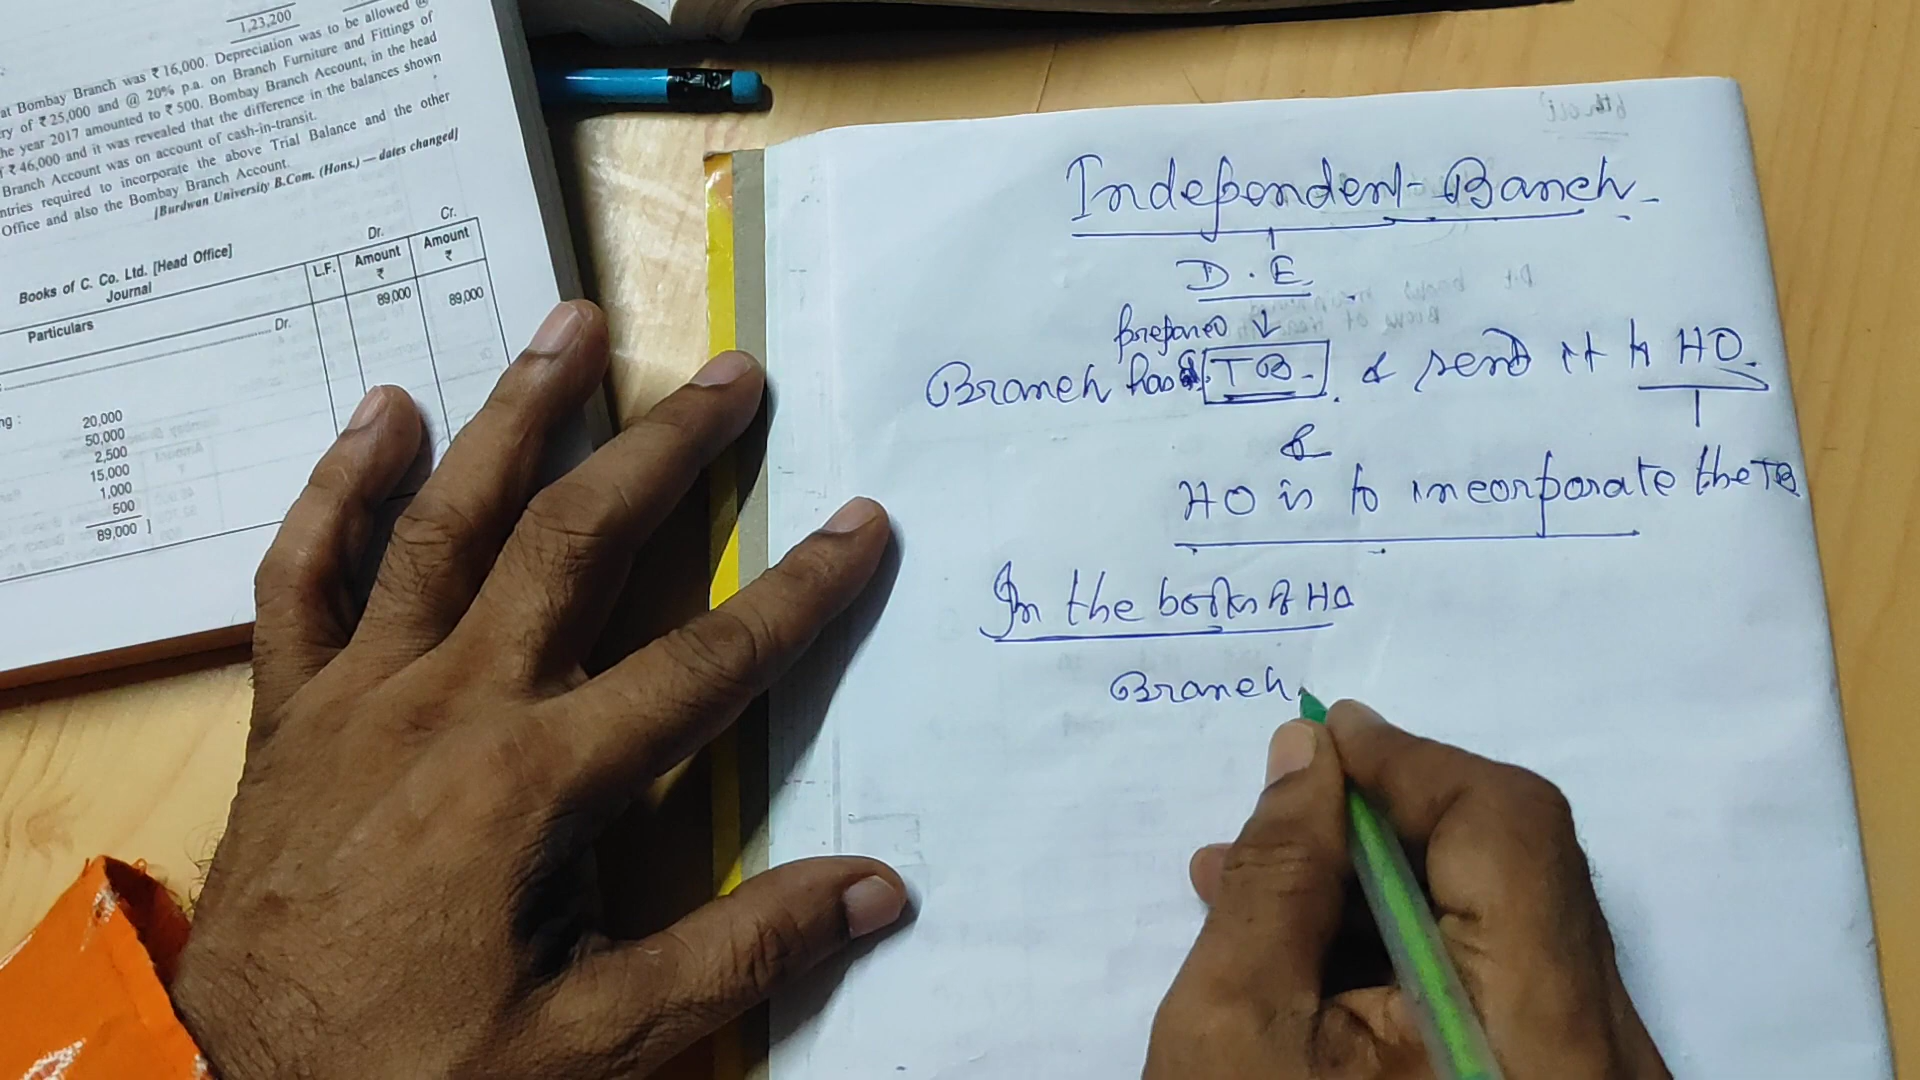 1,23,200
at Bombay Branch was ₹ 16,000. Depreciation was to be allowed @
ry of ₹ 25,000 and @ 20% p.a. on Branch Furniture and Fittings of
he year 2017 amounted to ₹ 500. Bombay Branch Account, in the head
₹ 46,000 and it was revealed that the difference in the balances shown
Branch Account was on account of cash-in-transit.
ntries required to incorporate the above Trial Balance and the other
Office and also the Bombay Branch Account.
[Burdwan University B.Com. (Hons.) — dates changed]
Books of C. Co. Ltd. [Head Office]
Journal
Dr. Cr.
Particulars L.F. Amount ₹ Amount ₹
Dr. 89,000 89,000
ng :
20,000
50,000
2,500
15,000
1,000
500
89,000 ]
Independent Banch
D.E.
prepared
Branch has TB. & send it to HO.
&
HO is to incorporate the TB
In the books of HO
Branch